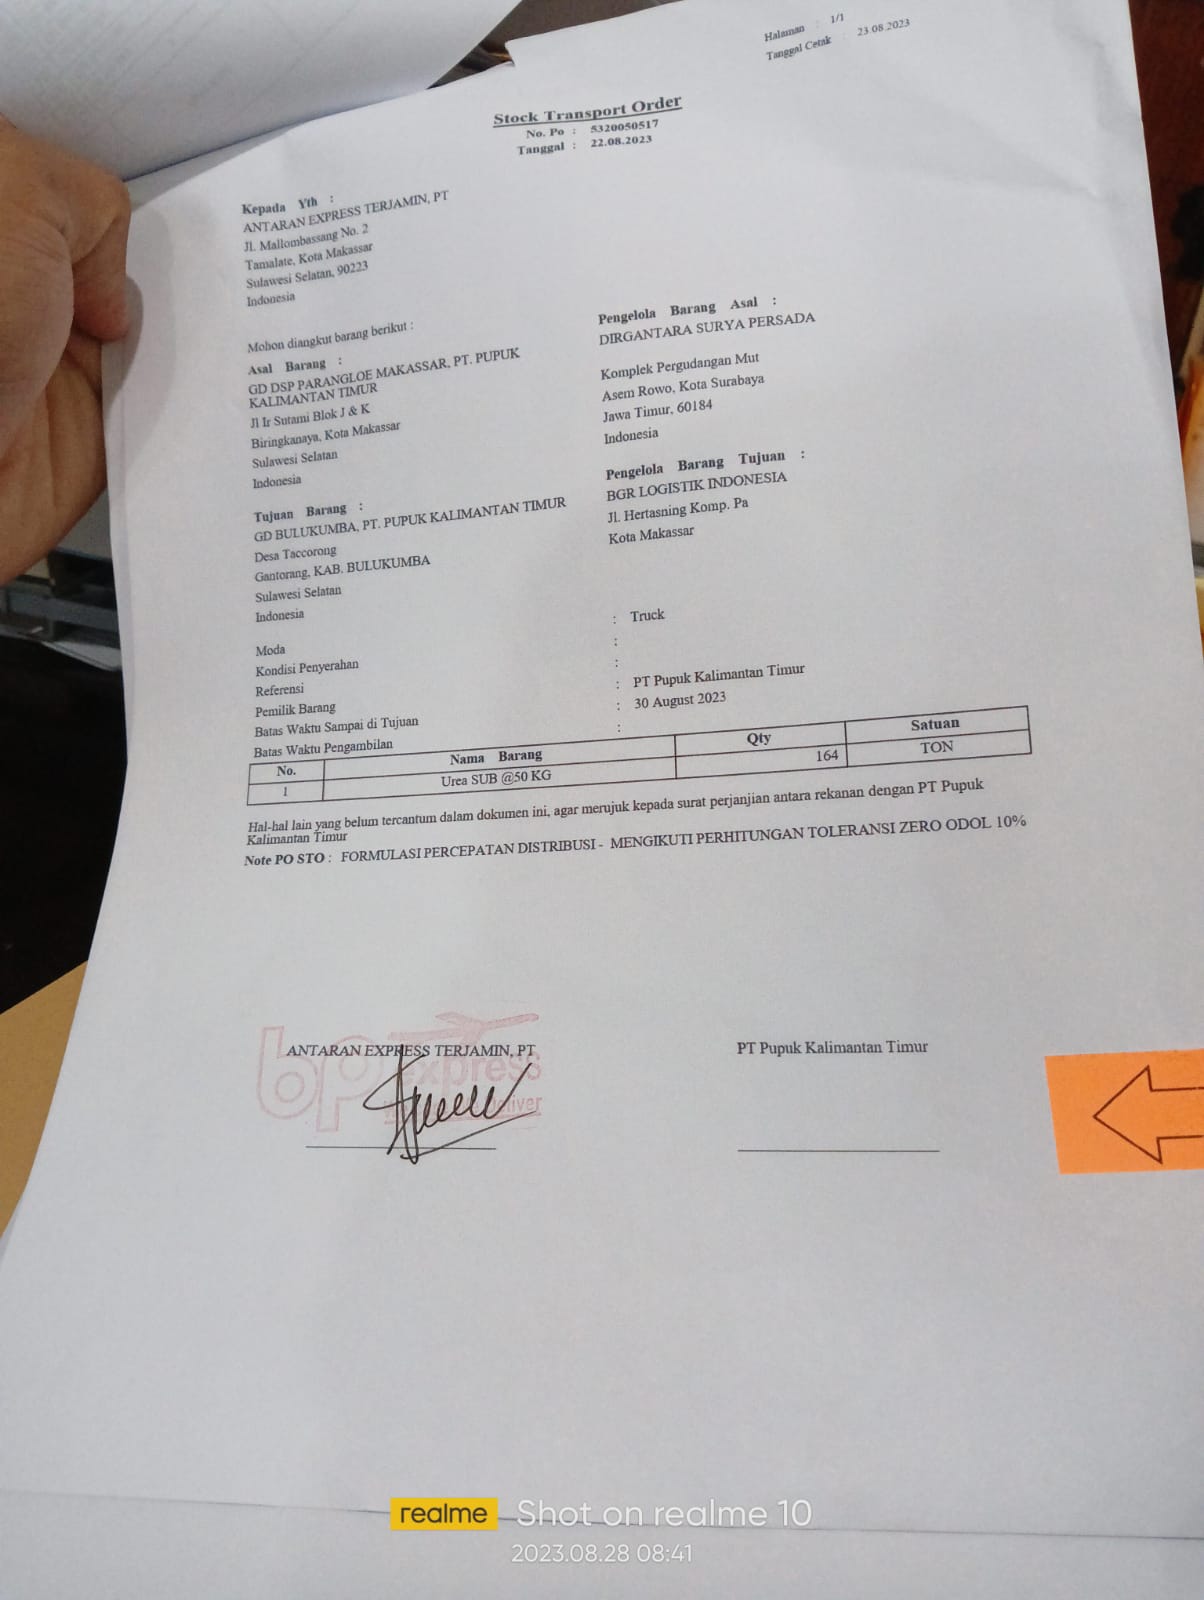 Halaman : 1/1
Tanggal Cetak : 23.08.2023
Stock Transport Order
No. Po : 5320050517
Tanggal : 22.08.2023
Kepada Yth :
ANTARAN EXPRESS TERJAMIN, PT
Jl. Mallombassang No. 2
Tamalate, Kota Makassar
Sulawesi Selatan, 90223
Indonesia
Mohon diangkut barang berikut :
Asal Barang :
GD DSP PARANGLOE MAKASSAR, PT. PUPUK
KALIMANTAN TIMUR
Jl Ir Sutami Blok J & K
Biringkanaya, Kota Makassar
Sulawesi Selatan
Indonesia
Pengelola Barang Asal :
DIRGANTARA SURYA PERSADA
Komplek Pergudangan Mut
Asem Rowo, Kota Surabaya
Jawa Timur, 60184
Indonesia
Tujuan Barang :
GD BULUKUMBA, PT. PUPUK KALIMANTAN TIMUR
Desa Taccorong
Gantorang, KAB. BULUKUMBA
Sulawesi Selatan
Indonesia
Pengelola Barang Tujuan :
BGR LOGISTIK INDONESIA
Jl. Hertasning Komp. Pa
Kota Makassar
Moda : Truck
Kondisi Penyerahan :
Referensi :
Pemilik Barang : PT Pupuk Kalimantan Timur
Batas Waktu Sampai di Tujuan : 30 August 2023
Batas Waktu Pengambilan :
No. Nama Barang Qty Satuan
1 Urea SUB @50 KG 164 TON
Hal-hal lain yang belum tercantum dalam dokumen ini, agar merujuk kepada surat perjanjian antara rekanan dengan PT Pupuk
Kalimantan Timur
Note PO STO : FORMULASI PERCEPATAN DISTRIBUSI - MENGIKUTI PERHITUNGAN TOLERANSI ZERO ODOL 10%
ANTARAN EXPRESS TERJAMIN, PT
PT Pupuk Kalimantan Timur
bp express
Deliver
realme Shot on realme 10
2023.08.28 08:41